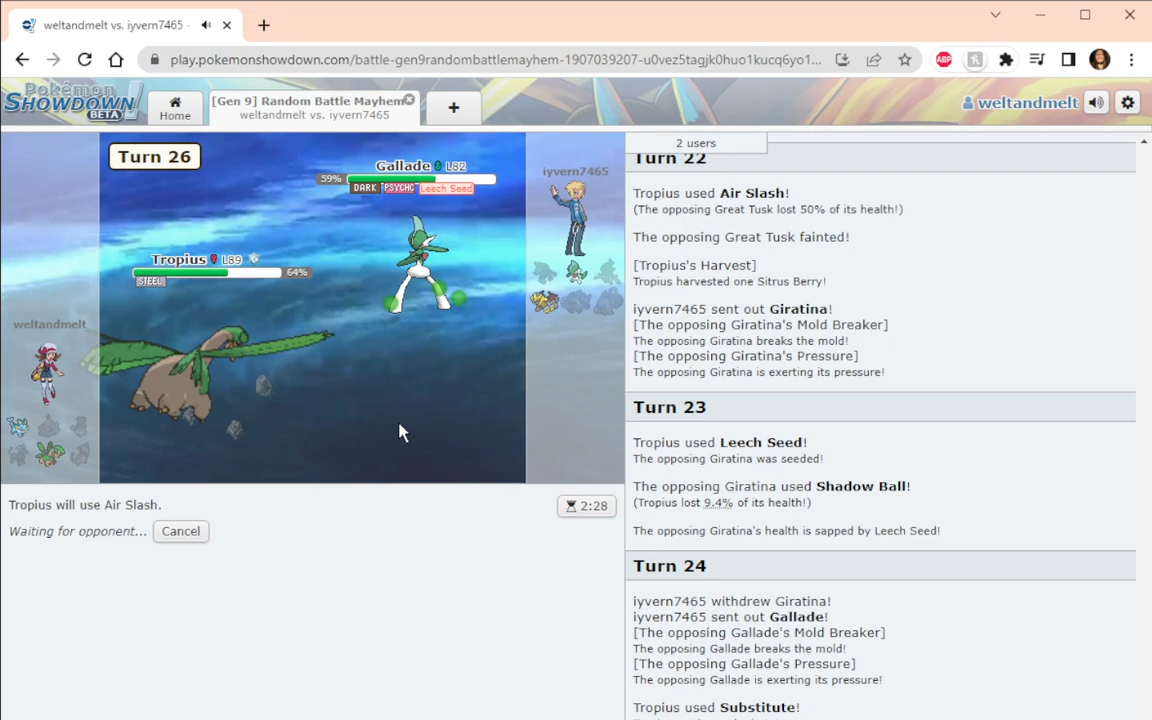 weltandmelt vs. iyvern7465 -
play.pokemonshowdown.com/battle-gen9randombattlemayhem-1907039207-u0vez5tagjk0huo1kucq6yo1...
ABP
Pokémon
SHOWDOWN
BETA
Home
[Gen 9] Random Battle Mayhem
weltandmelt vs. iyvern7465
weltandmelt
Turn 26
Gallade L82
59%
DARK PSYCHC Leech Seed
iyvern7465
Tropius L89
64%
STEEL
weltandmelt
Tropius will use Air Slash.
2:28
Waiting for opponent... Cancel
2 users
Turn 22
Tropius used Air Slash!
(The opposing Great Tusk lost 50% of its health!)
The opposing Great Tusk fainted!
[Tropius's Harvest]
Tropius harvested one Sitrus Berry!
iyvern7465 sent out Giratina!
[The opposing Giratina's Mold Breaker]
The opposing Giratina breaks the mold!
[The opposing Giratina's Pressure]
The opposing Giratina is exerting its pressure!
Turn 23
Tropius used Leech Seed!
The opposing Giratina was seeded!
The opposing Giratina used Shadow Ball!
(Tropius lost 9.4% of its health!)
The opposing Giratina's health is sapped by Leech Seed!
Turn 24
iyvern7465 withdrew Giratina!
iyvern7465 sent out Gallade!
[The opposing Gallade's Mold Breaker]
The opposing Gallade breaks the mold!
[The opposing Gallade's Pressure]
The opposing Gallade is exerting its pressure!
Tropius used Substitute!